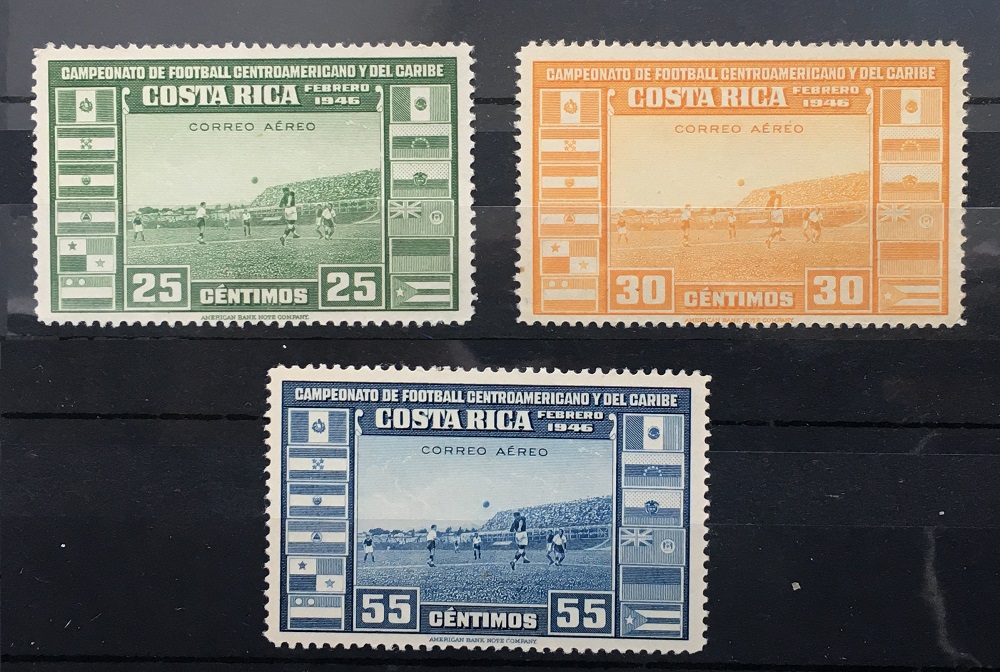 CAMPEONATO DE FOOTBALL CENTROAMERICANO Y DEL CARIBE
COSTA RICA FEBRERO 1946
CORREO AÉREO
25 CÉNTIMOS 25
AMERICAN BANK NOTE COMPANY.
CAMPEONATO DE FOOTBALL CENTROAMERICANO Y DEL CARIBE
COSTA RICA FEBRERO 1946
CORREO AÉREO
30 CÉNTIMOS 30
AMERICAN BANK NOTE COMPANY.
CAMPEONATO DE FOOTBALL CENTROAMERICANO Y DEL CARIBE
COSTA RICA FEBRERO 1946
CORREO AÉREO
55 CÉNTIMOS 55
AMERICAN BANK NOTE COMPANY.